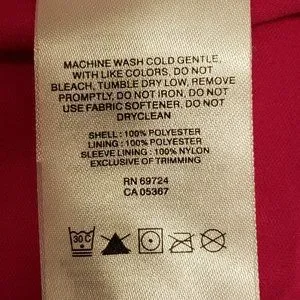 MACHINE WASH COLD GENTLE,
WITH LIKE COLORS, DO NOT
BLEACH, TUMBLE DRY LOW, REMOVE
PROMPTLY, DO NOT IRON, DO NOT
USE FABRIC SOFTENER, DO NOT
DRYCLEAN
SHELL : 100% POLYESTER
LINING : 100% POLYESTER
SLEEVE LINING : 100% NYLON
EXCLUSIVE OF TRIMMING
RN 69724
CA 05367
30C